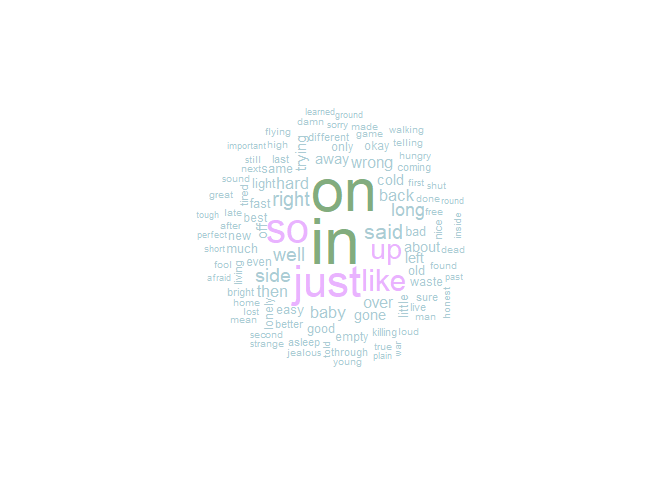 learned ground
damn sorry made
flying different game walking
important high trying only okay telling
still last away wrong hungry
next same cold coming
sound light hard on back first shut
great tired right long done round
tough late fast free
after best off so said bad nice inside
perfect new in up about dead
short much well left
fool even just like old found
afraid living side waste past
bright then over little sure honest
home lonely easy baby gone live
lost better man
mean good empty killing loud
second asleep told through true war
strange jealous plain
young